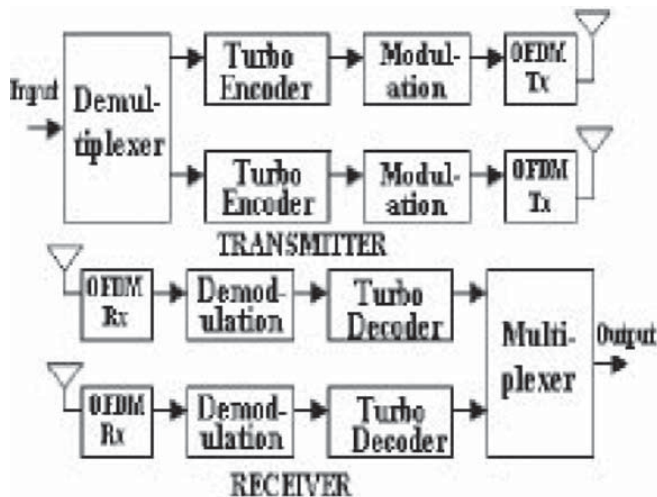 Input
Demul-
tiplexer
Turbo
Encoder
Modul-
ation
OFDM
Tx
Turbo
Encoder
Modul-
ation
OFDM
Tx
TRANSMITTER
OFDM
Rx
Demod-
ulation
Turbo
Decoder
Multi-
plexer
Output
OFDM
Rx
Demod-
ulation
Turbo
Decoder
RECEIVER